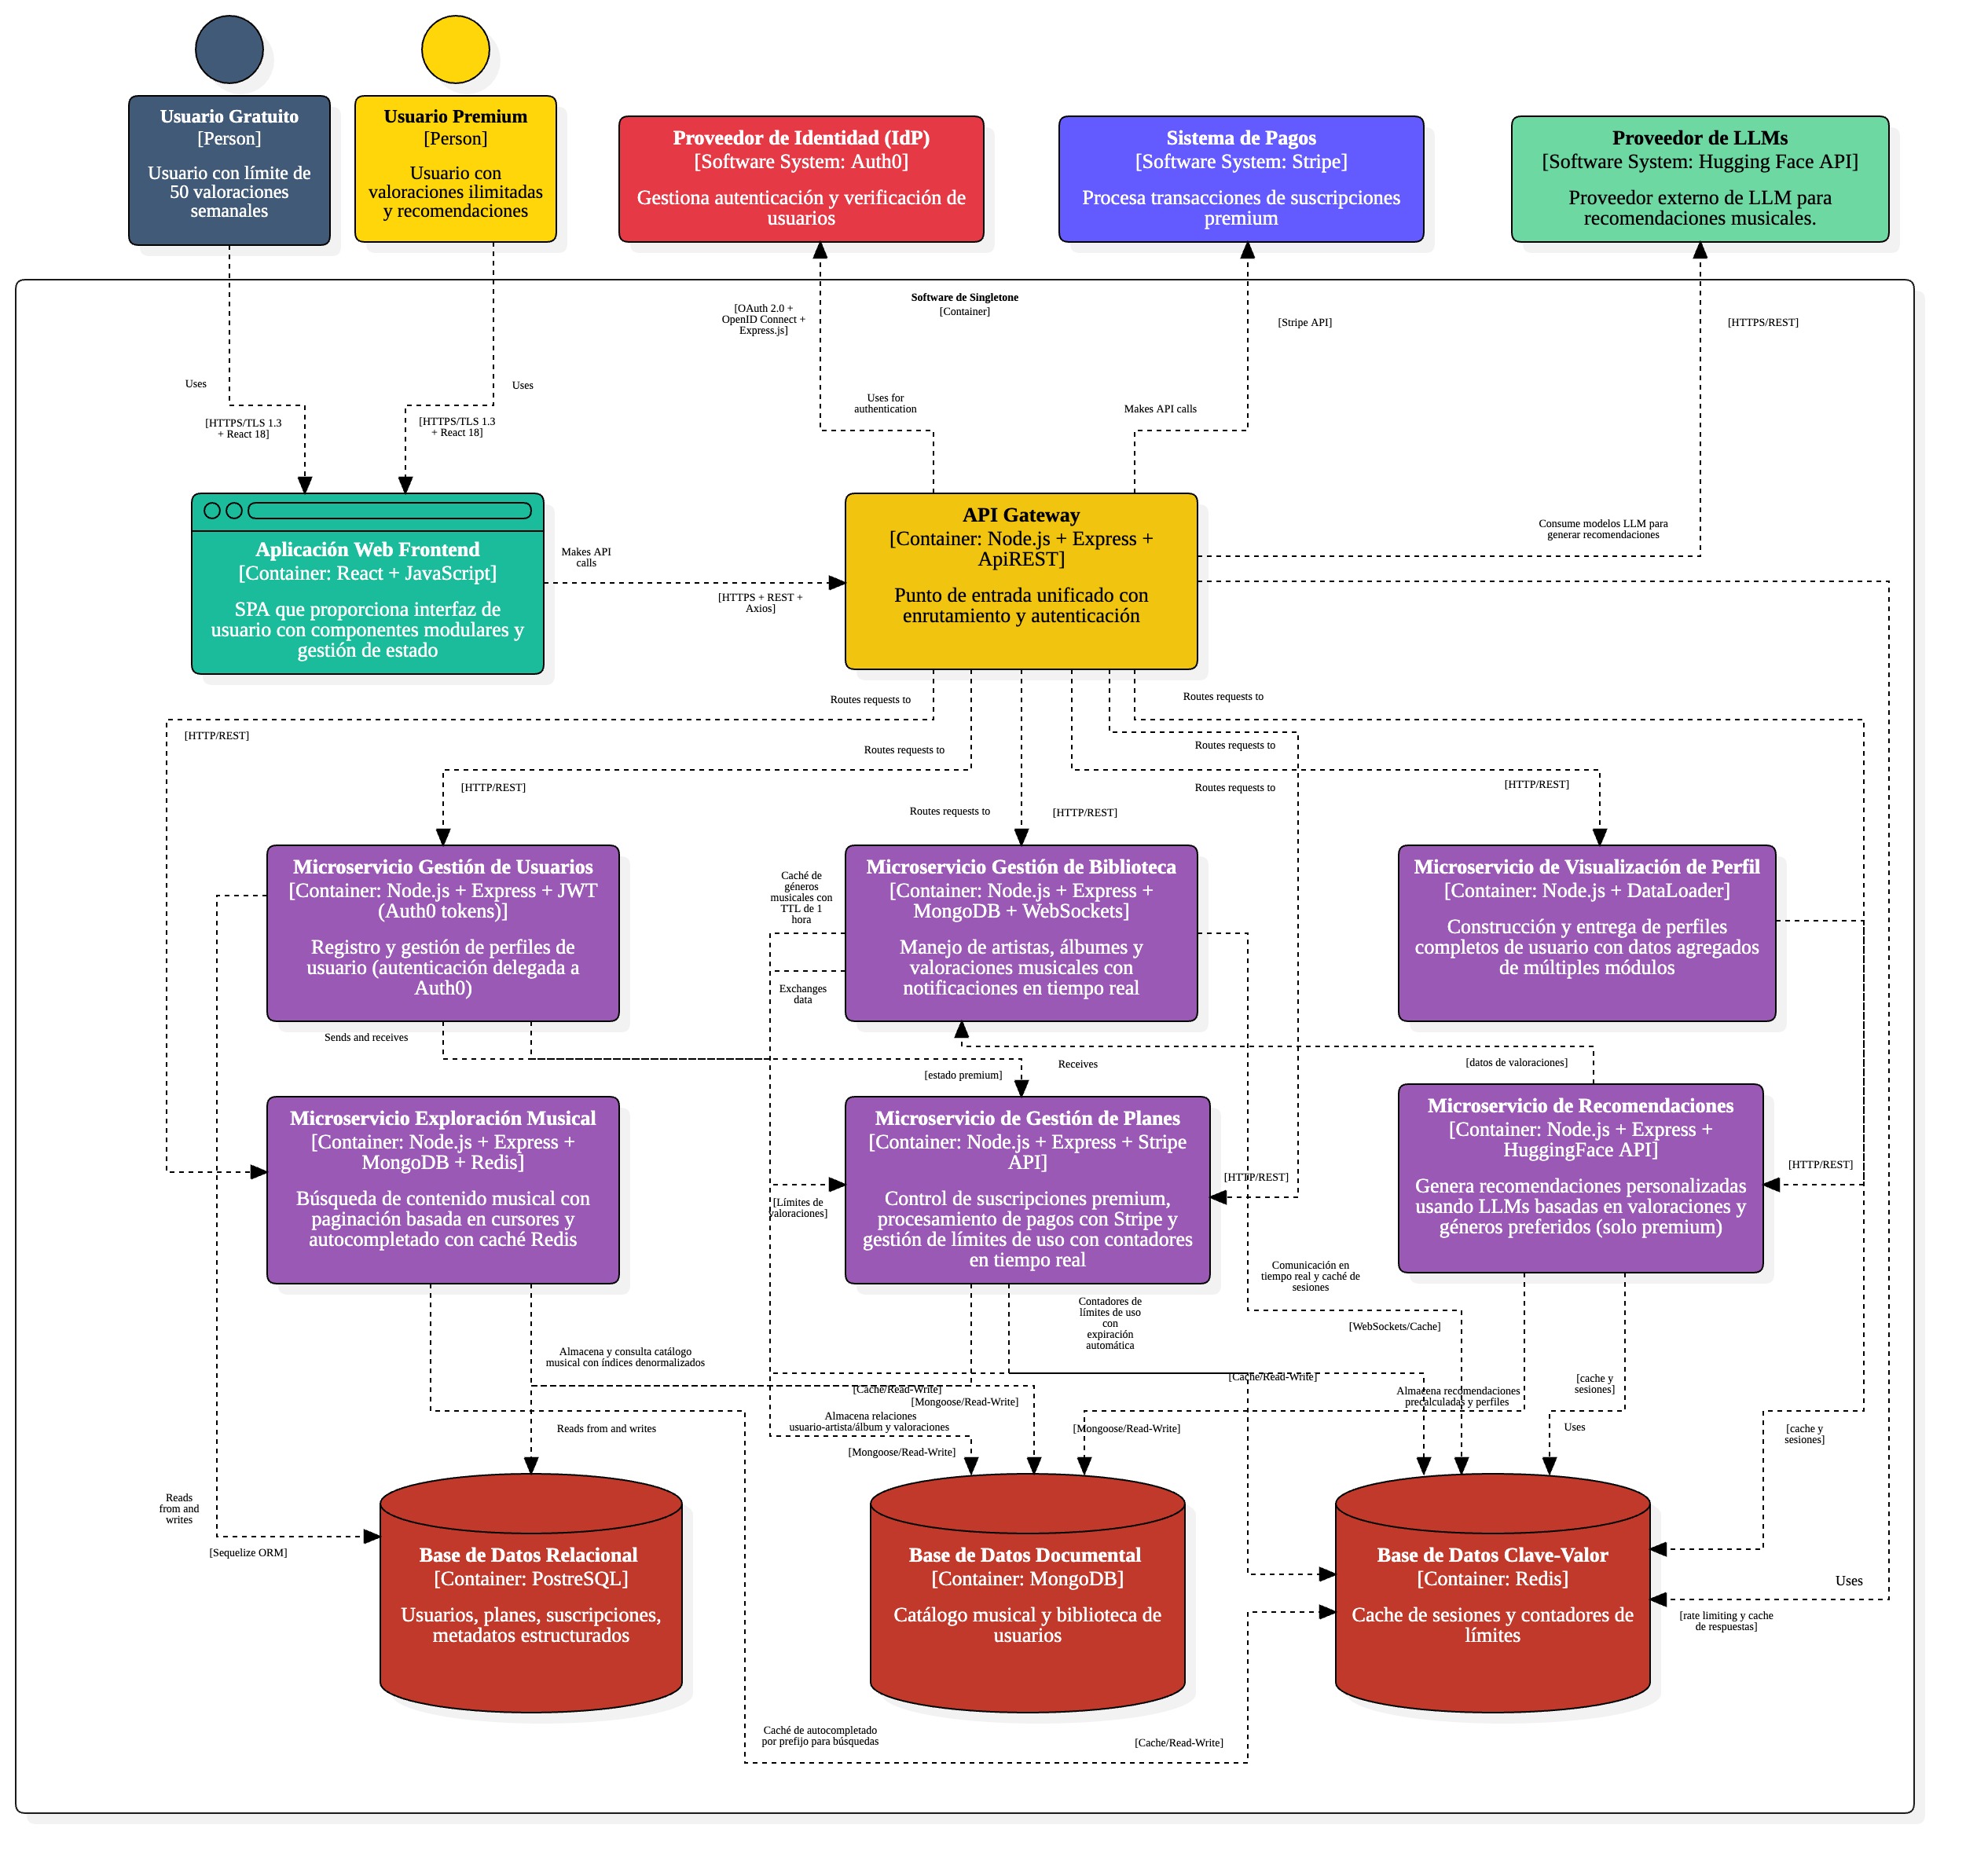 Usuario Gratuito
[Person]
Usuario con límite de
50 valoraciones
semanales
Usuario Premium
[Person]
Usuario con
valoraciones ilimitadas
y recomendaciones
Proveedor de Identidad (IdP)
[Software System: Auth0]
Gestiona autenticación y verificación de
usuarios
Sistema de Pagos
[Software System: Stripe]
Procesa transacciones de suscripciones
premium
Proveedor de LLMs
[Software System: Hugging Face API]
Proveedor externo de LLM para
recomendaciones musicales.
Software de Singletone
[Container]
[OAuth 2.0 +
OpenID Connect +
Express.js]
[Stripe API]
[HTTPS/REST]
Uses
Uses
[HTTPS/TLS 1.3
+ React 18]
[HTTPS/TLS 1.3
+ React 18]
Uses for
authentication
Makes API calls
Aplicación Web Frontend
[Container: React + JavaScript]
SPA que proporciona interfaz de
usuario con componentes modulares y
gestión de estado
Makes API
calls
[HTTPS + REST +
Axios]
API Gateway
[Container: Node.js + Express +
ApiREST]
Punto de entrada unificado con
enrutamiento y autenticación
Consume modelos LLM para
generar recomendaciones
Routes requests to
Routes requests to
[HTTP/REST]
Routes requests to
Routes requests to
[HTTP/REST]
Routes requests to
[HTTP/REST]
Routes requests to
[HTTP/REST]
Microservicio Gestión de Usuarios
[Container: Node.js + Express + JWT
(Auth0 tokens)]
Registro y gestión de perfiles de
usuario (autenticación delegada a
Auth0)
Caché de
géneros
musicales con
TTL de 1
hora
Exchanges
data
Microservicio Gestión de Biblioteca
[Container: Node.js + Express +
MongoDB + WebSockets]
Manejo de artistas, álbumes y
valoraciones musicales con
notificaciones en tiempo real
Microservicio de Visualización de Perfil
[Container: Node.js + DataLoader]
Construcción y entrega de perfiles
completos de usuario con datos agregados
de múltiples módulos
Sends and receives
[estado premium]
Receives
[datos de valoraciones]
Microservicio Exploración Musical
[Container: Node.js + Express +
MongoDB + Redis]
Búsqueda de contenido musical con
paginación basada en cursores y
autocompletado con caché Redis
[Límites de
valoraciones]
Microservicio de Gestión de Planes
[Container: Node.js + Express + Stripe
API]
Control de suscripciones premium,
procesamiento de pagos con Stripe y
gestión de límites de uso con contadores
en tiempo real
[HTTP/REST]
Microservicio de Recomendaciones
[Container: Node.js + Express +
HuggingFace API]
Genera recomendaciones personalizadas
usando LLMs basadas en valoraciones y
géneros preferidos (solo premium)
[HTTP/REST]
Comunicación en
tiempo real y caché de
sesiones
[WebSockets/Cache]
Contadores de
límites de uso
con
expiración
automática
Almacena y consulta catálogo
musical con índices denormalizados
[Cache/Read-Write]
[Mongoose/Read-Write]
[Cache/Read-Write]
Almacena recomendaciones
precalculadas y perfiles
[cache y
sesiones]
Almacena relaciones
usuario-artista/álbum y valoraciones
[Mongoose/Read-Write]
Reads from and writes
[Mongoose/Read-Write]
Uses
[cache y
sesiones]
Reads
from and
writes
[Sequelize ORM]
Base de Datos Relacional
[Container: PostreSQL]
Usuarios, planes, suscripciones,
metadatos estructurados
Base de Datos Documental
[Container: MongoDB]
Catálogo musical y biblioteca de
usuarios
Base de Datos Clave-Valor
[Container: Redis]
Cache de sesiones y contadores de
límites
Uses
[rate limiting y cache
de respuestas]
Caché de autocompletado
por prefijo para búsquedas
[Cache/Read-Write]